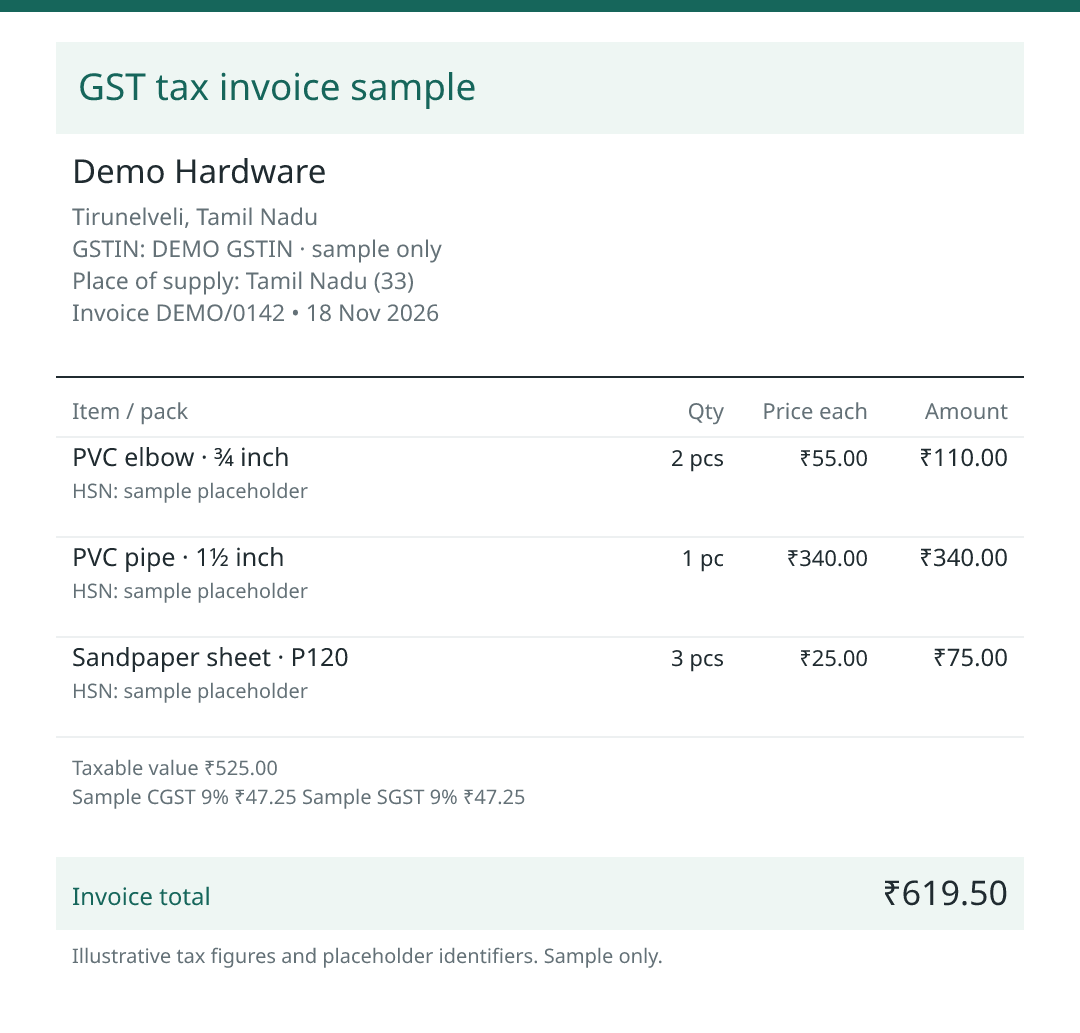 GST tax invoice sample
Demo Hardware
Tirunelveli, Tamil Nadu
GSTIN: DEMO GSTIN · sample only
Place of supply: Tamil Nadu (33)
Invoice DEMO/0142 • 18 Nov 2026
Item / pack Qty Price each Amount
PVC elbow · ¾ inch 2 pcs ₹55.00 ₹110.00
HSN: sample placeholder
PVC pipe · 1½ inch 1 pc ₹340.00 ₹340.00
HSN: sample placeholder
Sandpaper sheet · P120 3 pcs ₹25.00 ₹75.00
HSN: sample placeholder
Taxable value ₹525.00
Sample CGST 9% ₹47.25 Sample SGST 9% ₹47.25
Invoice total ₹619.50
Illustrative tax figures and placeholder identifiers. Sample only.